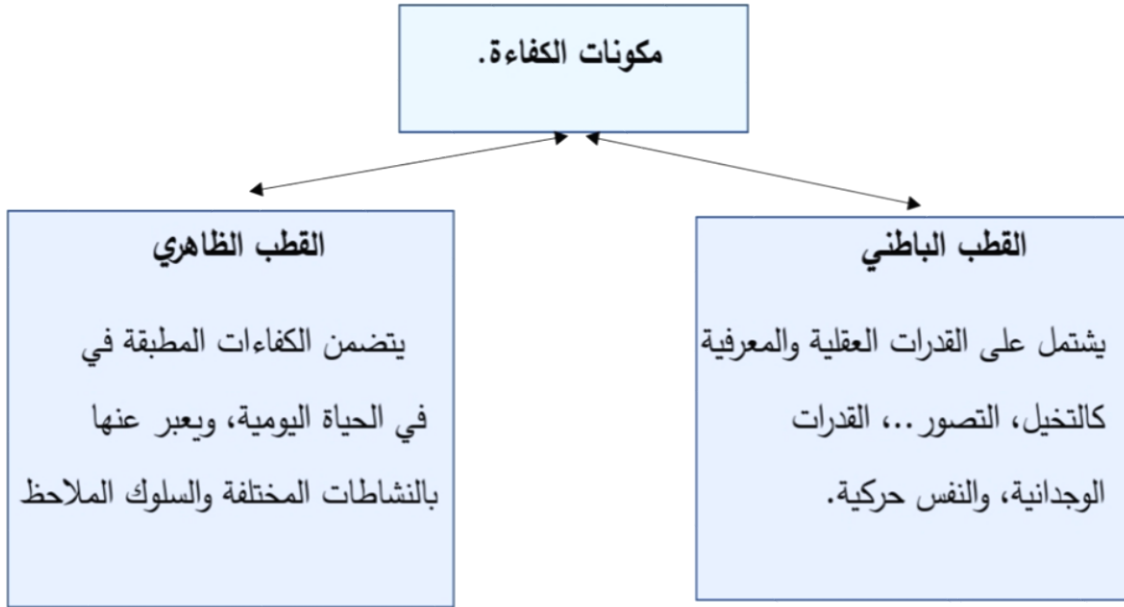 مكونات الكفاءة.
القطب الباطني
يشتمل على القدرات العقلية والمعرفية
كالتخيل، التصور ..، القدرات
الوجدانية، والنفس حركية.
القطب الظاهري
يتضمن الكفاءات المطبقة في
في الحياة اليومية، ويعبر عنها
بالنشاطات المختلفة والسلوك الملاحظ